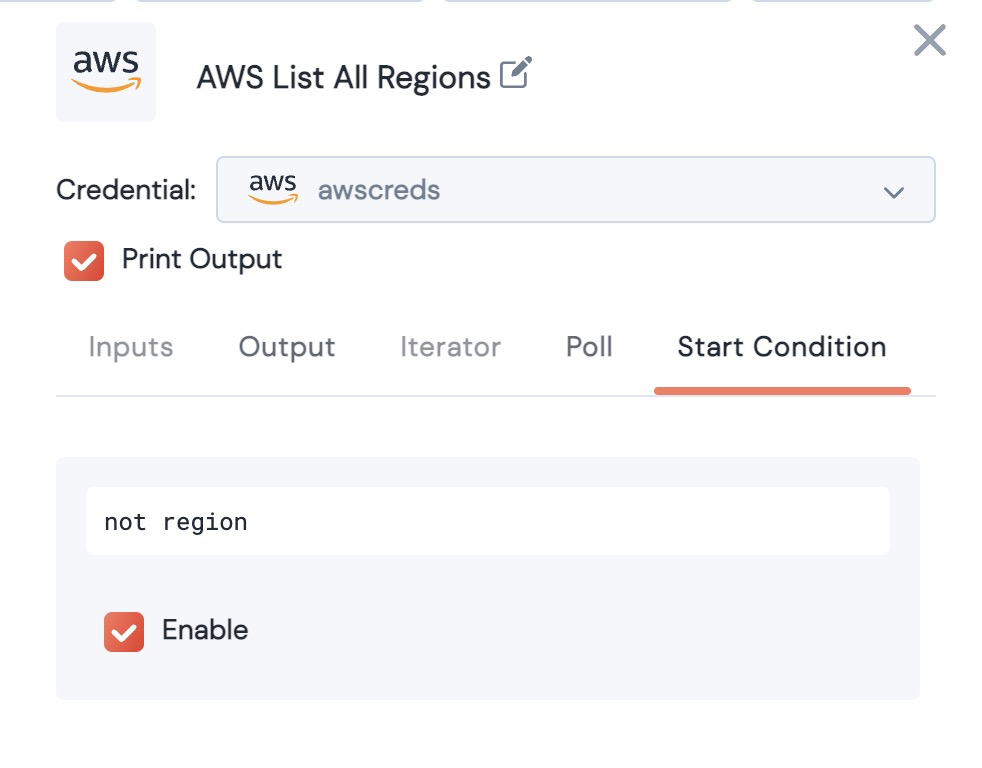 aws
AWS List All Regions
Credential: aws awscreds
Print Output
Inputs Output Iterator Poll Start Condition
not region
Enable